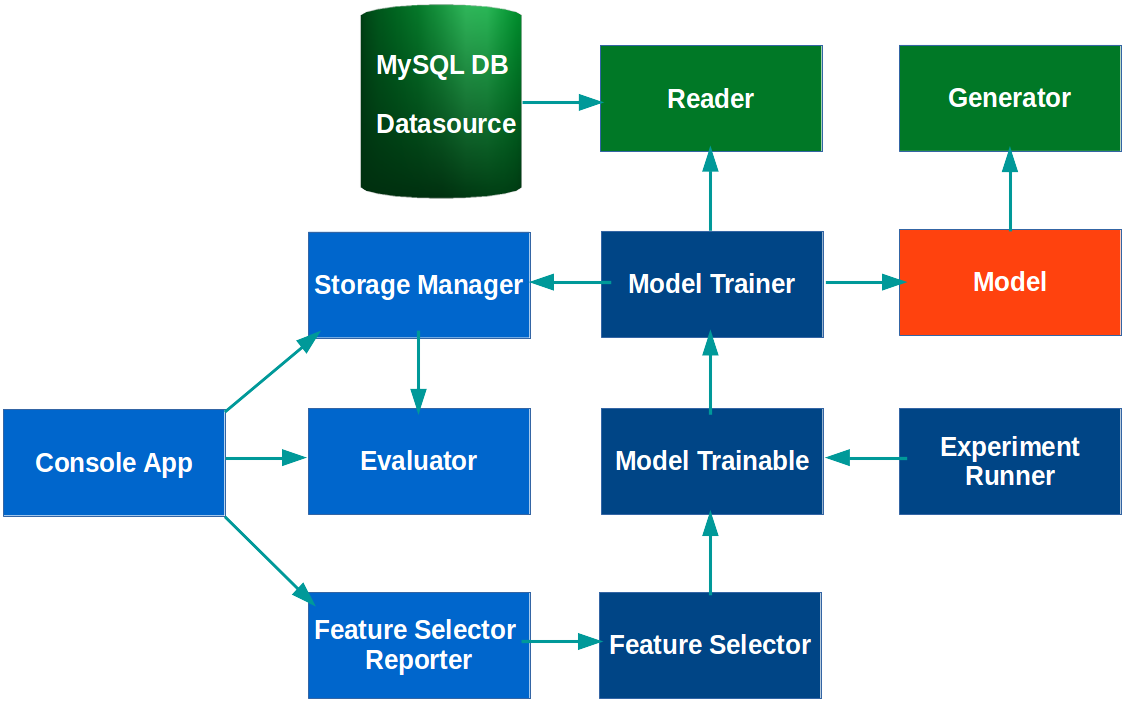 MySQL DB
Datasource
Reader
Generator
Storage Manager
Model Trainer
Model
Console App
Evaluator
Model Trainable
Experiment
Runner
Feature Selector
Reporter
Feature Selector